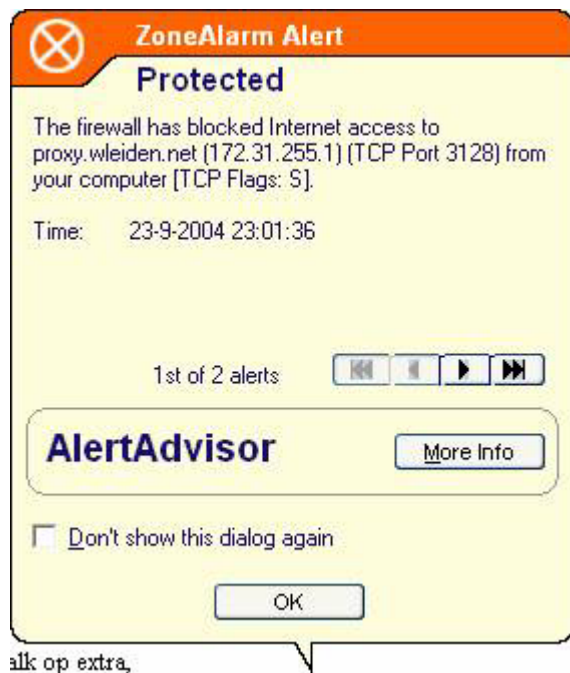 ZoneAlarm Alert
Protected
The firewall has blocked Internet access to
proxy.wleiden.net (172.31.255.1) (TCP Port 3128) from
your computer [TCP Flags: S].
Time: 23-9-2004 23:01:36
1st of 2 alerts
AlertAdvisor
More Info
Don't show this dialog again
OK
alk op extra,